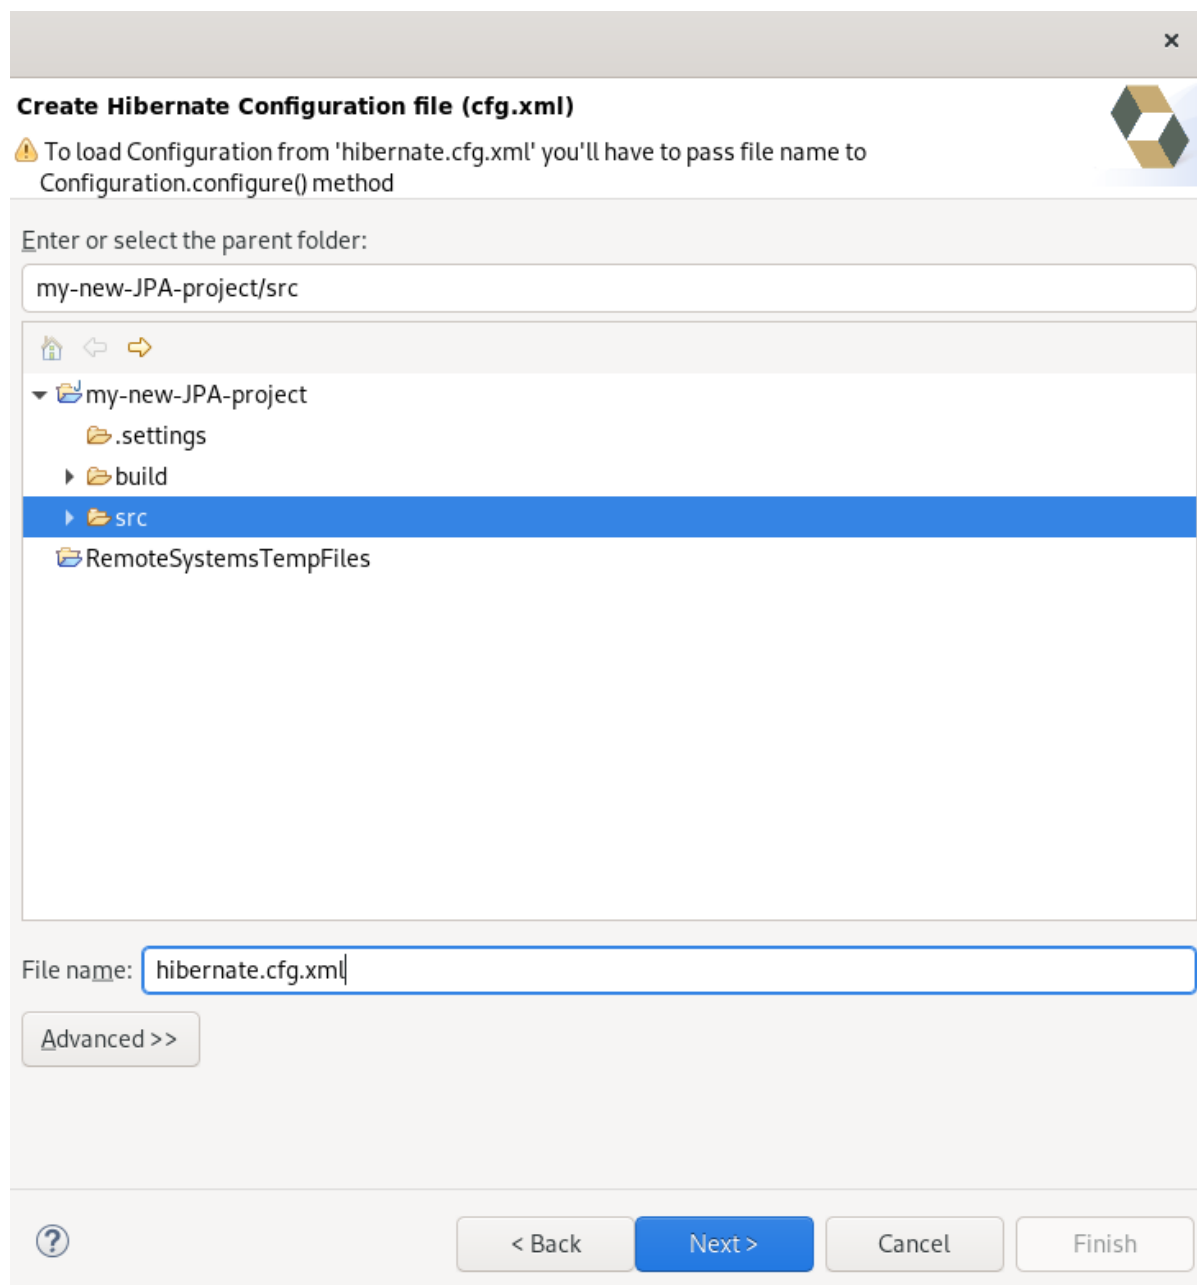 Create Hibernate Configuration file (cfg.xml)
To load Configuration from 'hibernate.cfg.xml' you'll have to pass file name to
Configuration.configure() method
Enter or select the parent folder:
my-new-JPA-project/src
my-new-JPA-project
.settings
build
src
RemoteSystemsTempFiles
File name: hibernate.cfg.xml
Advanced >>
< Back Next > Cancel Finish